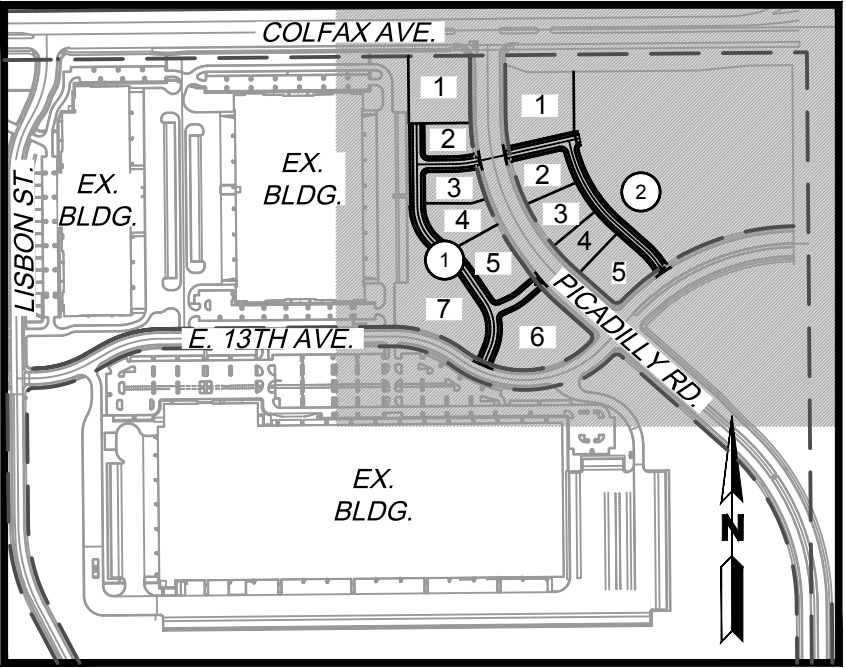 COLFAX AVE.
1
1
2
2
3
3
4
4
5
5
6
7
1
2
EX.
BLDG.
EX.
BLDG.
LISBON ST.
E. 13TH AVE.
PICADILLY RD.
EX.
BLDG.
N